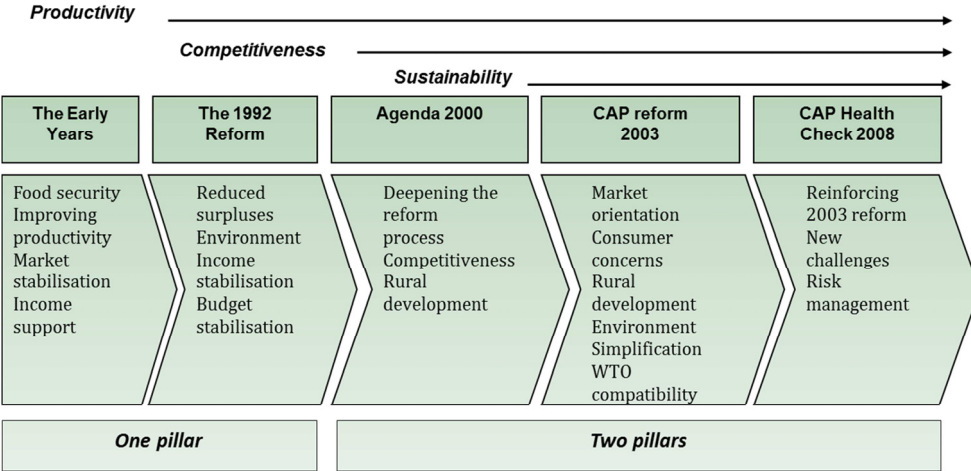 Productivity
Competitiveness
Sustainability
The Early
Years
The 1992
Reform
Agenda 2000
CAP reform
2003
CAP Health
Check 2008
Food security
Improving
productivity
Market
stabilisation
Income
support
Reduced
surpluses
Environment
Income
stabilisation
Budget
stabilisation
Deepening the
reform
process
Competitiveness
Rural
development
Market
orientation
Consumer
concerns
Rural
development
Environment
Simplification
WTO
compatibility
Reinforcing
2003 reform
New
challenges
Risk
management
One pillar
Two pillars